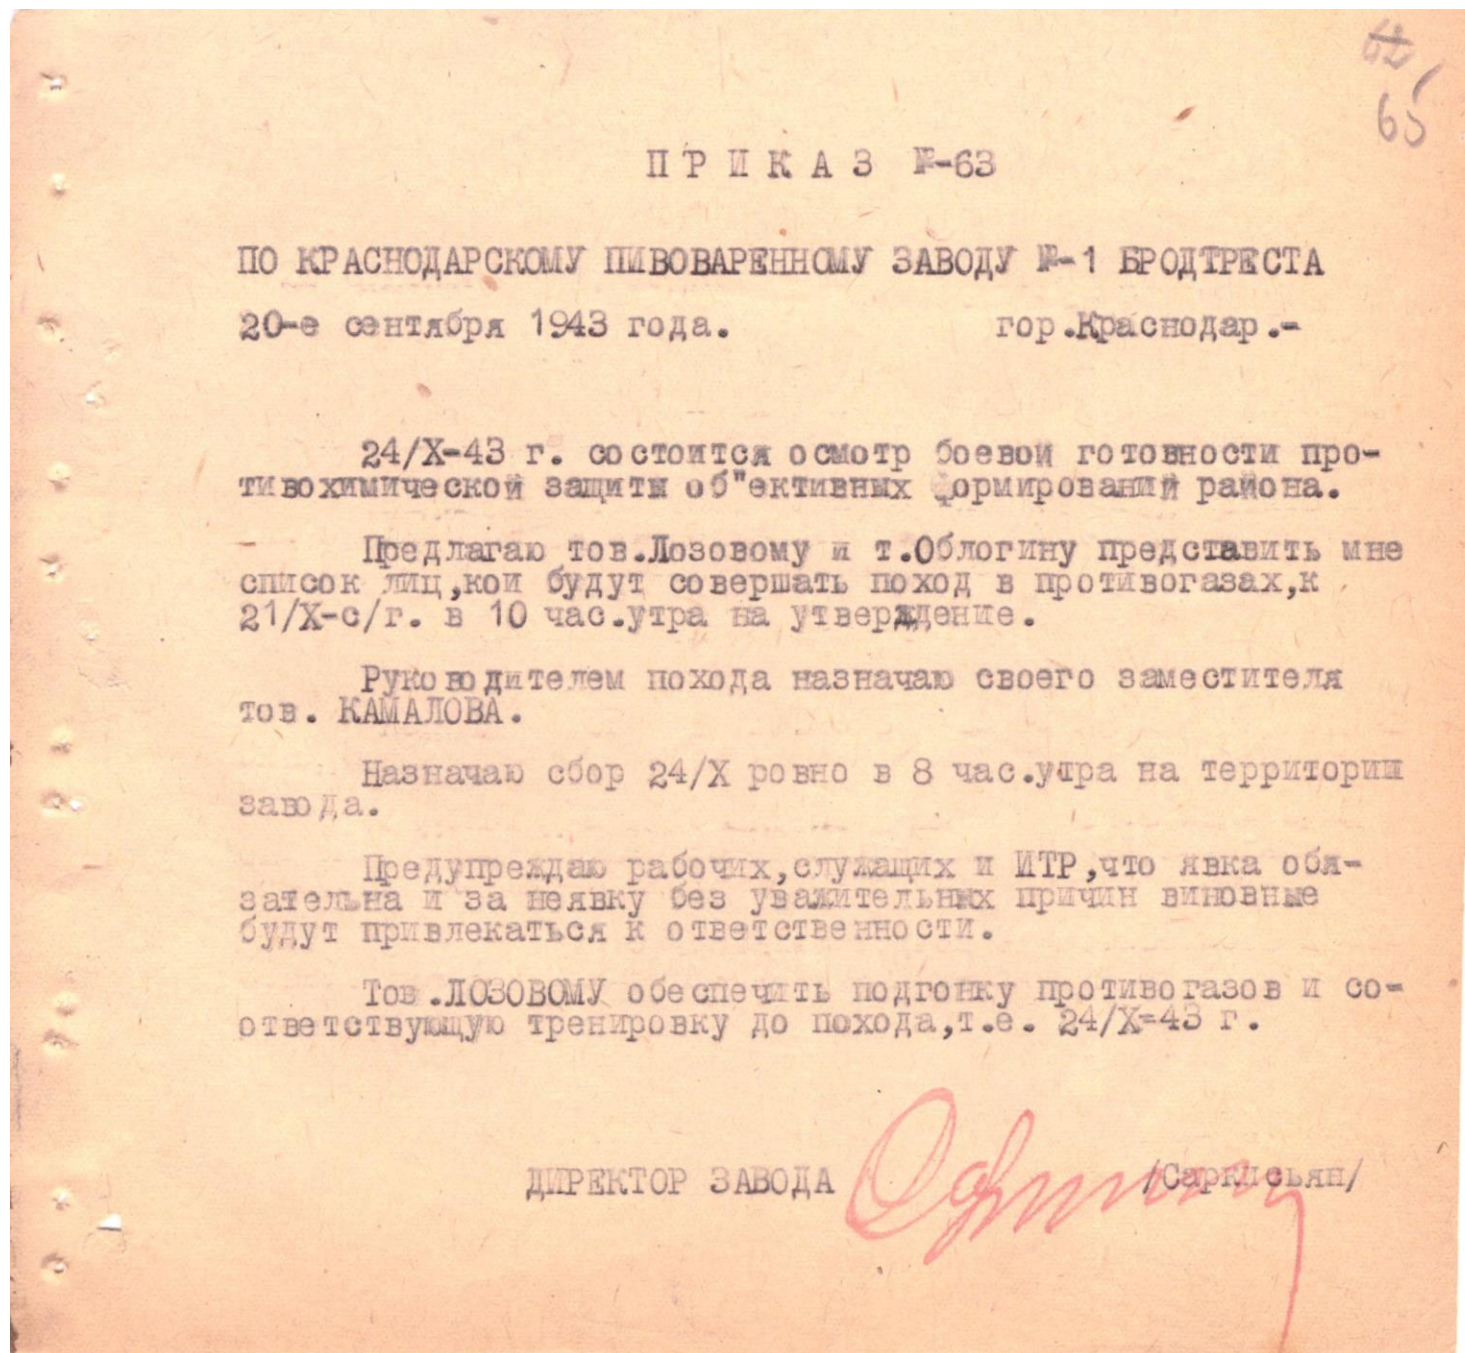 62
65
ПРИКАЗ №-63
ПО КРАСНОДАРСКОМУ ПИВОВАРЕННОМУ ЗАВОДУ №-1 БРОДТРЕСТА
20-е сентября 1943 года. гор.Краснодар.-
24/X-43 г. состоится осмотр боевой готовности про-
тивохимической защиты об"ективных формирований района.
Предлагаю тов.Лозовому и т.Облогину представить мне
список лиц,кои будут совершать поход в противогазах,к
21/X-с/г. в 10 час.утра на утверждение.
Руководителем похода назначаю своего заместителя
тов. КАМАЛОВА.
Назначаю сбор 24/X ровно в 8 час.утра на территории
завода.
Предупреждаю рабочих,служащих и ИТР,что явка обя-
зательна и за неявку без уважительных причин виновные
будут привлекаться к ответственности.
Тов.ЛОЗОВОМУ обеспечить подгонку противогазов и со-
ответствующую тренировку до похода,т.е. 24/X-43 г.
ДИРЕКТОР ЗАВОДА /Саркисьян/